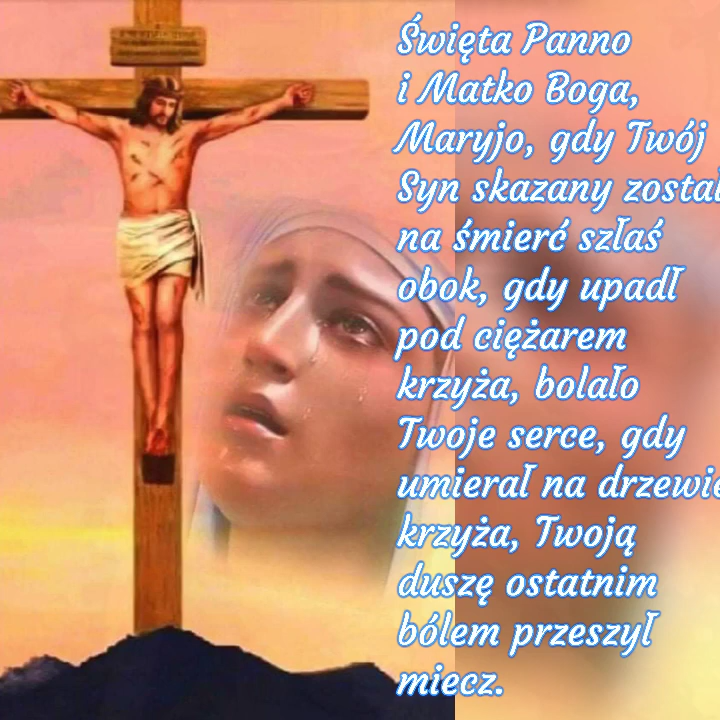 Święta Panno
i Matko Boga,
Maryjo, gdy Twój
Syn skazany został
na śmierć szłaś
obok, gdy upadł
pod ciężarem
krzyża, bolało
Twoje serce, gdy
umierał na drzewie
krzyża, Twoją
duszę ostatnim
bólem przeszył
miecz.